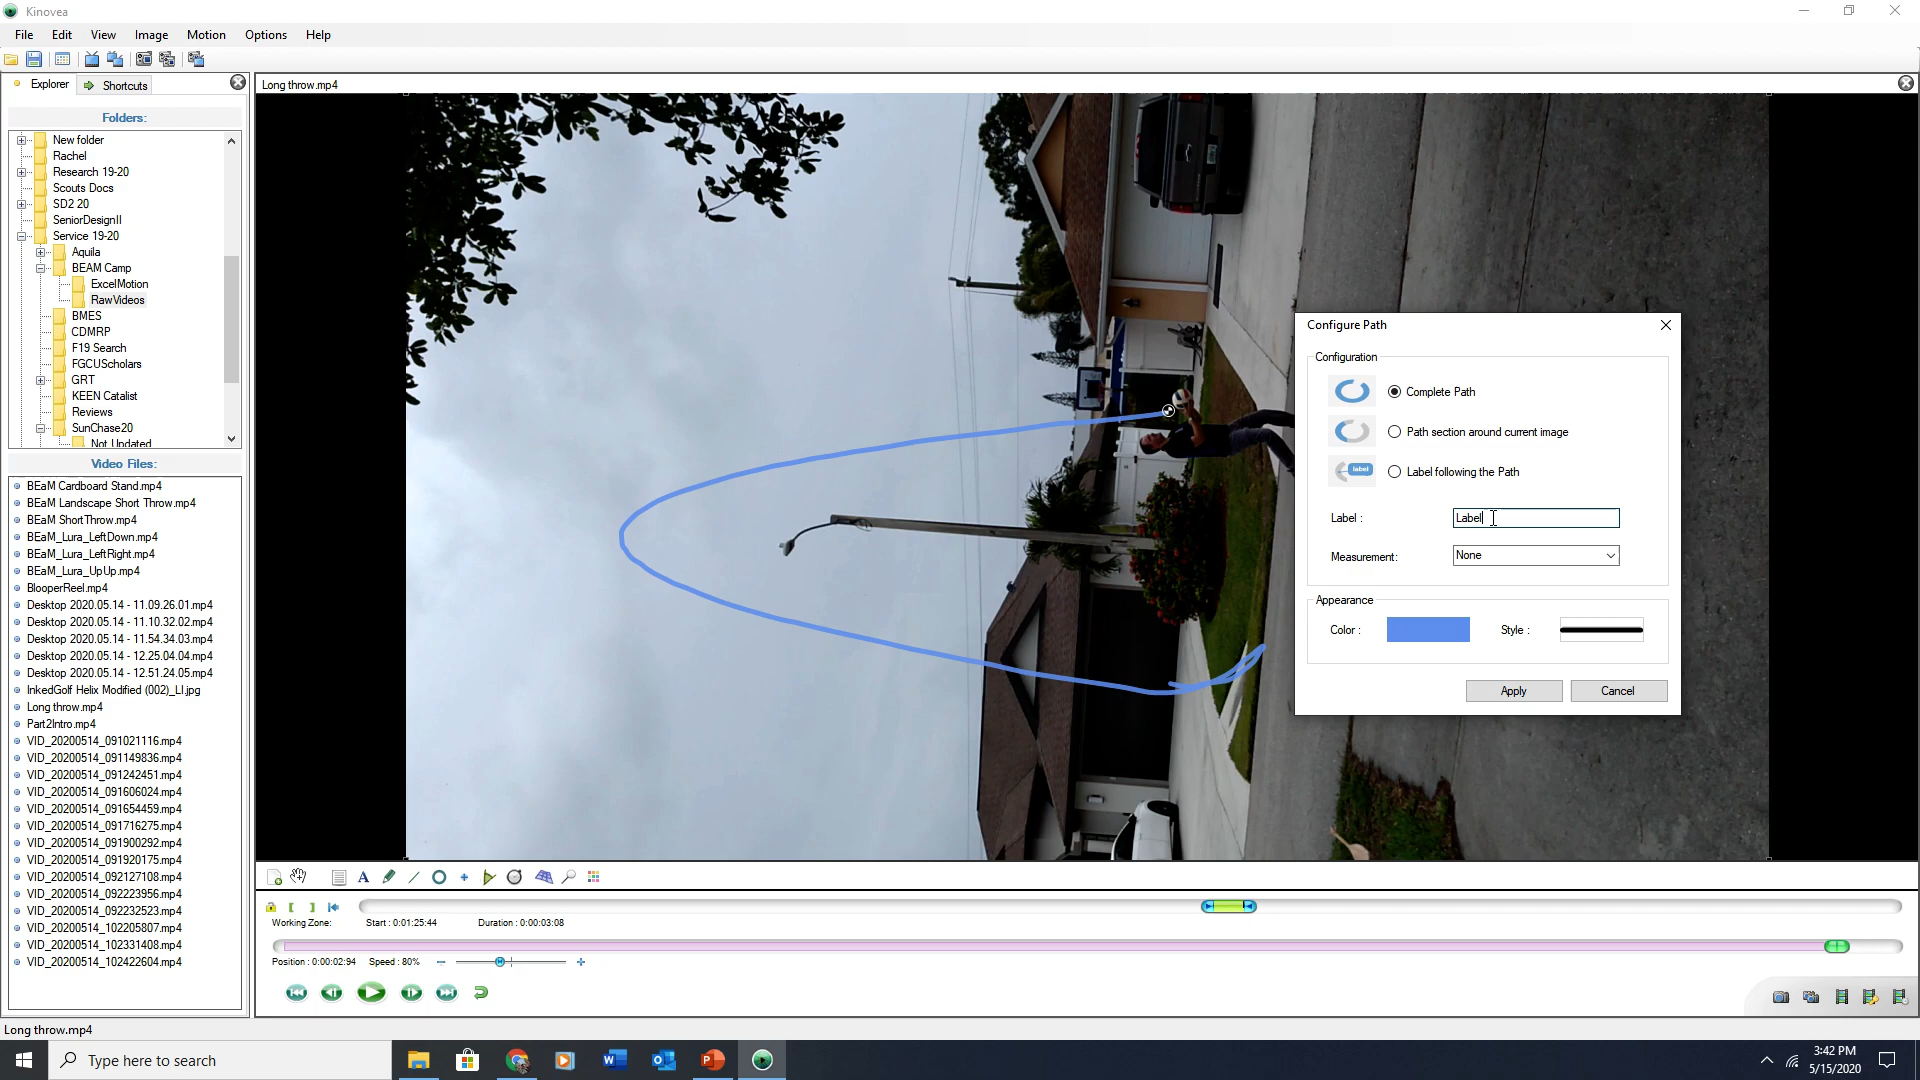 Kinovea
File Edit View Image Motion Options Help
Explorer Shortcuts
Folders:
New folder
Rachel
Research 19-20
Scouts Docs
SD2 20
SeniorDesignII
Service 19-20
Aquila
BEAM Camp
ExcelMotion
RawVideos
BMES
CDMRP
F19 Search
FGCUScholars
GRT
KEEN Catalist
Reviews
SunChase20
Not Updated
Video Files:
BEaM Cardboard Stand.mp4
BEaM Landscape Short Throw.mp4
BEaM ShortThrow.mp4
BEaM_Lura_LeftDown.mp4
BEaM_Lura_LeftRight.mp4
BEaM_Lura_UpUp.mp4
BlooperReel.mp4
Desktop 2020.05.14 - 11.09.26.01.mp4
Desktop 2020.05.14 - 11.10.32.02.mp4
Desktop 2020.05.14 - 11.54.34.03.mp4
Desktop 2020.05.14 - 12.25.04.04.mp4
Desktop 2020.05.14 - 12.51.24.05.mp4
InkedGolf Helix Modified (002)_LI.jpg
Long throw.mp4
Part2Intro.mp4
VID_20200514_091021116.mp4
VID_20200514_091149836.mp4
VID_20200514_091242451.mp4
VID_20200514_091606024.mp4
VID_20200514_091654459.mp4
VID_20200514_091716275.mp4
VID_20200514_091900292.mp4
VID_20200514_091920175.mp4
VID_20200514_092127108.mp4
VID_20200514_092223956.mp4
VID_20200514_092232523.mp4
VID_20200514_102205807.mp4
VID_20200514_102331408.mp4
VID_20200514_102422604.mp4
Long throw.mp4
Configure Path
Configuration
Complete Path
Path section around current image
label Label following the Path
Label : Label
Measurement: None
Appearance
Color : Style :
Apply Cancel
Working Zone: Start : 0:01:25:44 Duration : 0:00:03:08
Position : 0:00:02:94 Speed : 80%
Long throw.mp4
Type here to search
3:42 PM
5/15/2020